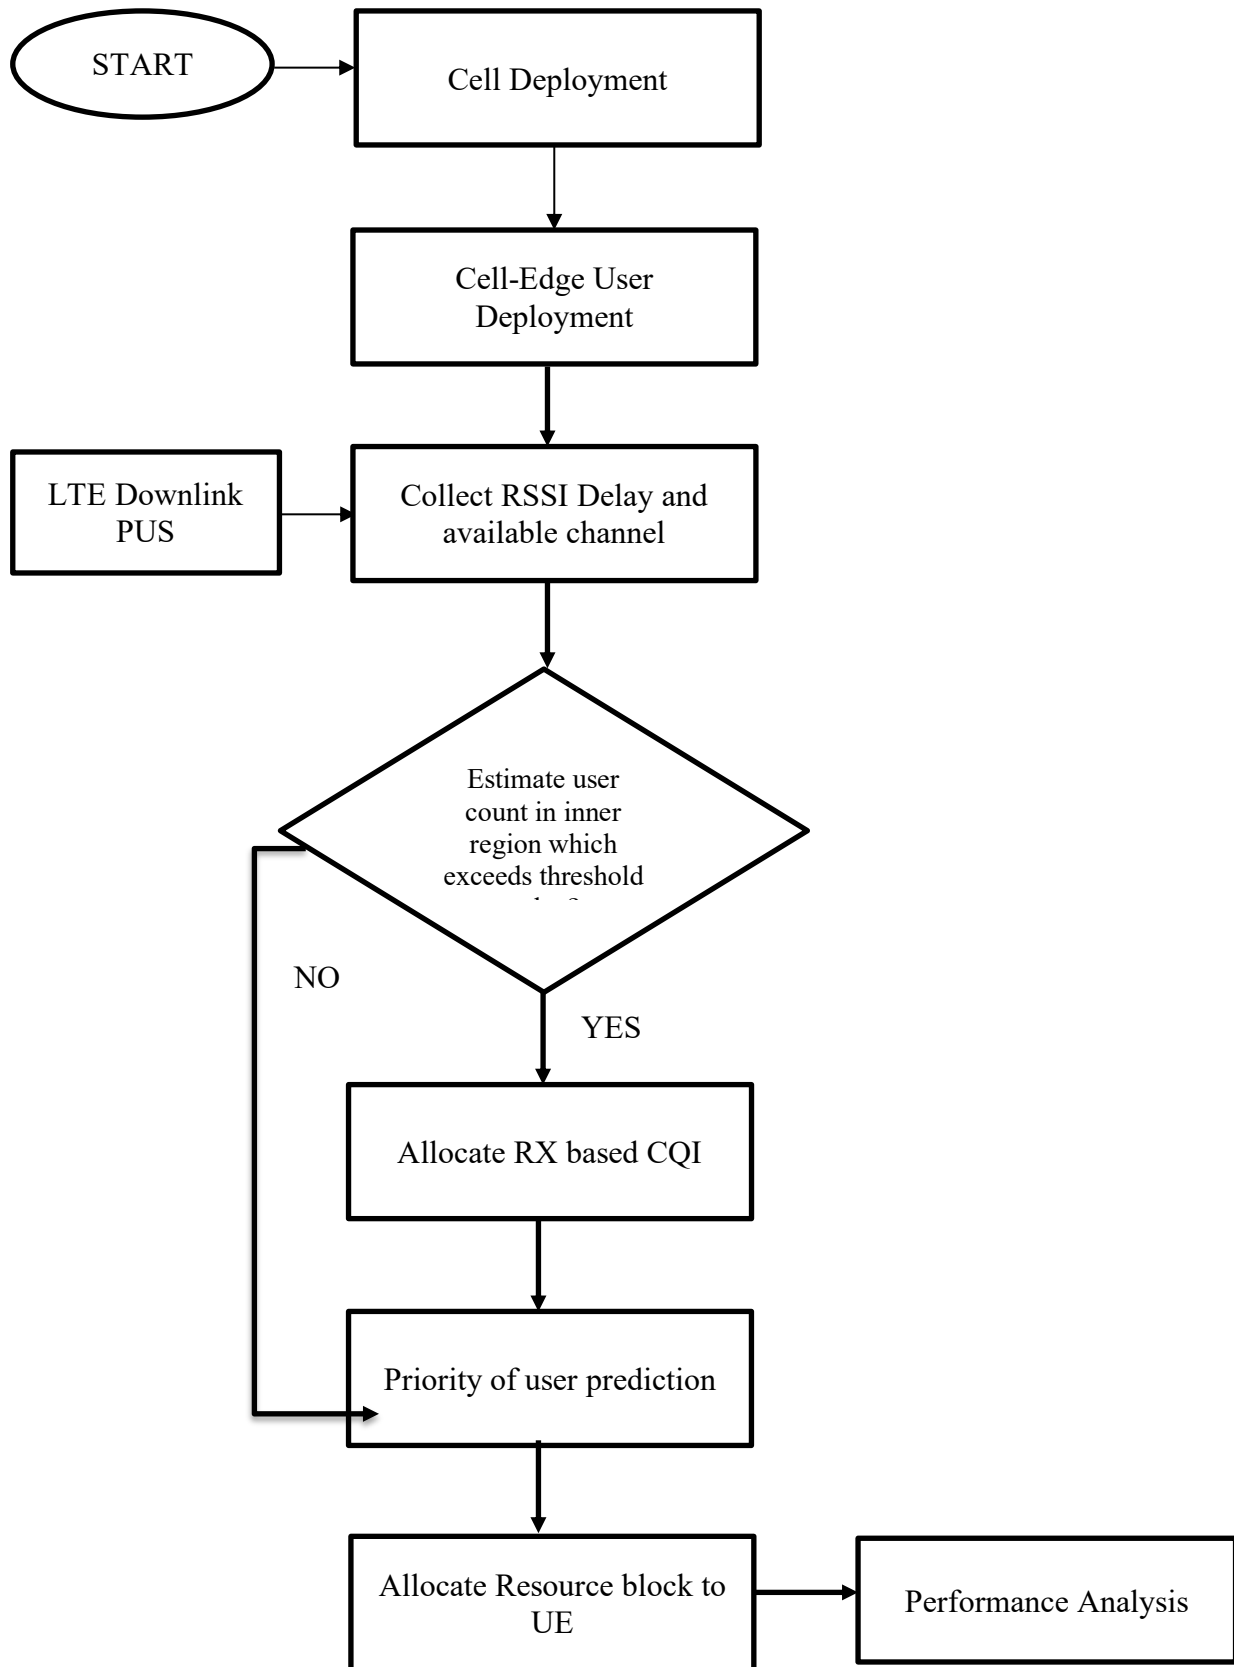 START
Cell Deployment
Cell-Edge User
Deployment
LTE Downlink
PUS
Collect RSSI Delay and
available channel
Estimate user
count in inner
region which
exceeds threshold
NO
YES
Allocate RX based CQI
Priority of user prediction
Allocate Resource block to
UE
Performance Analysis